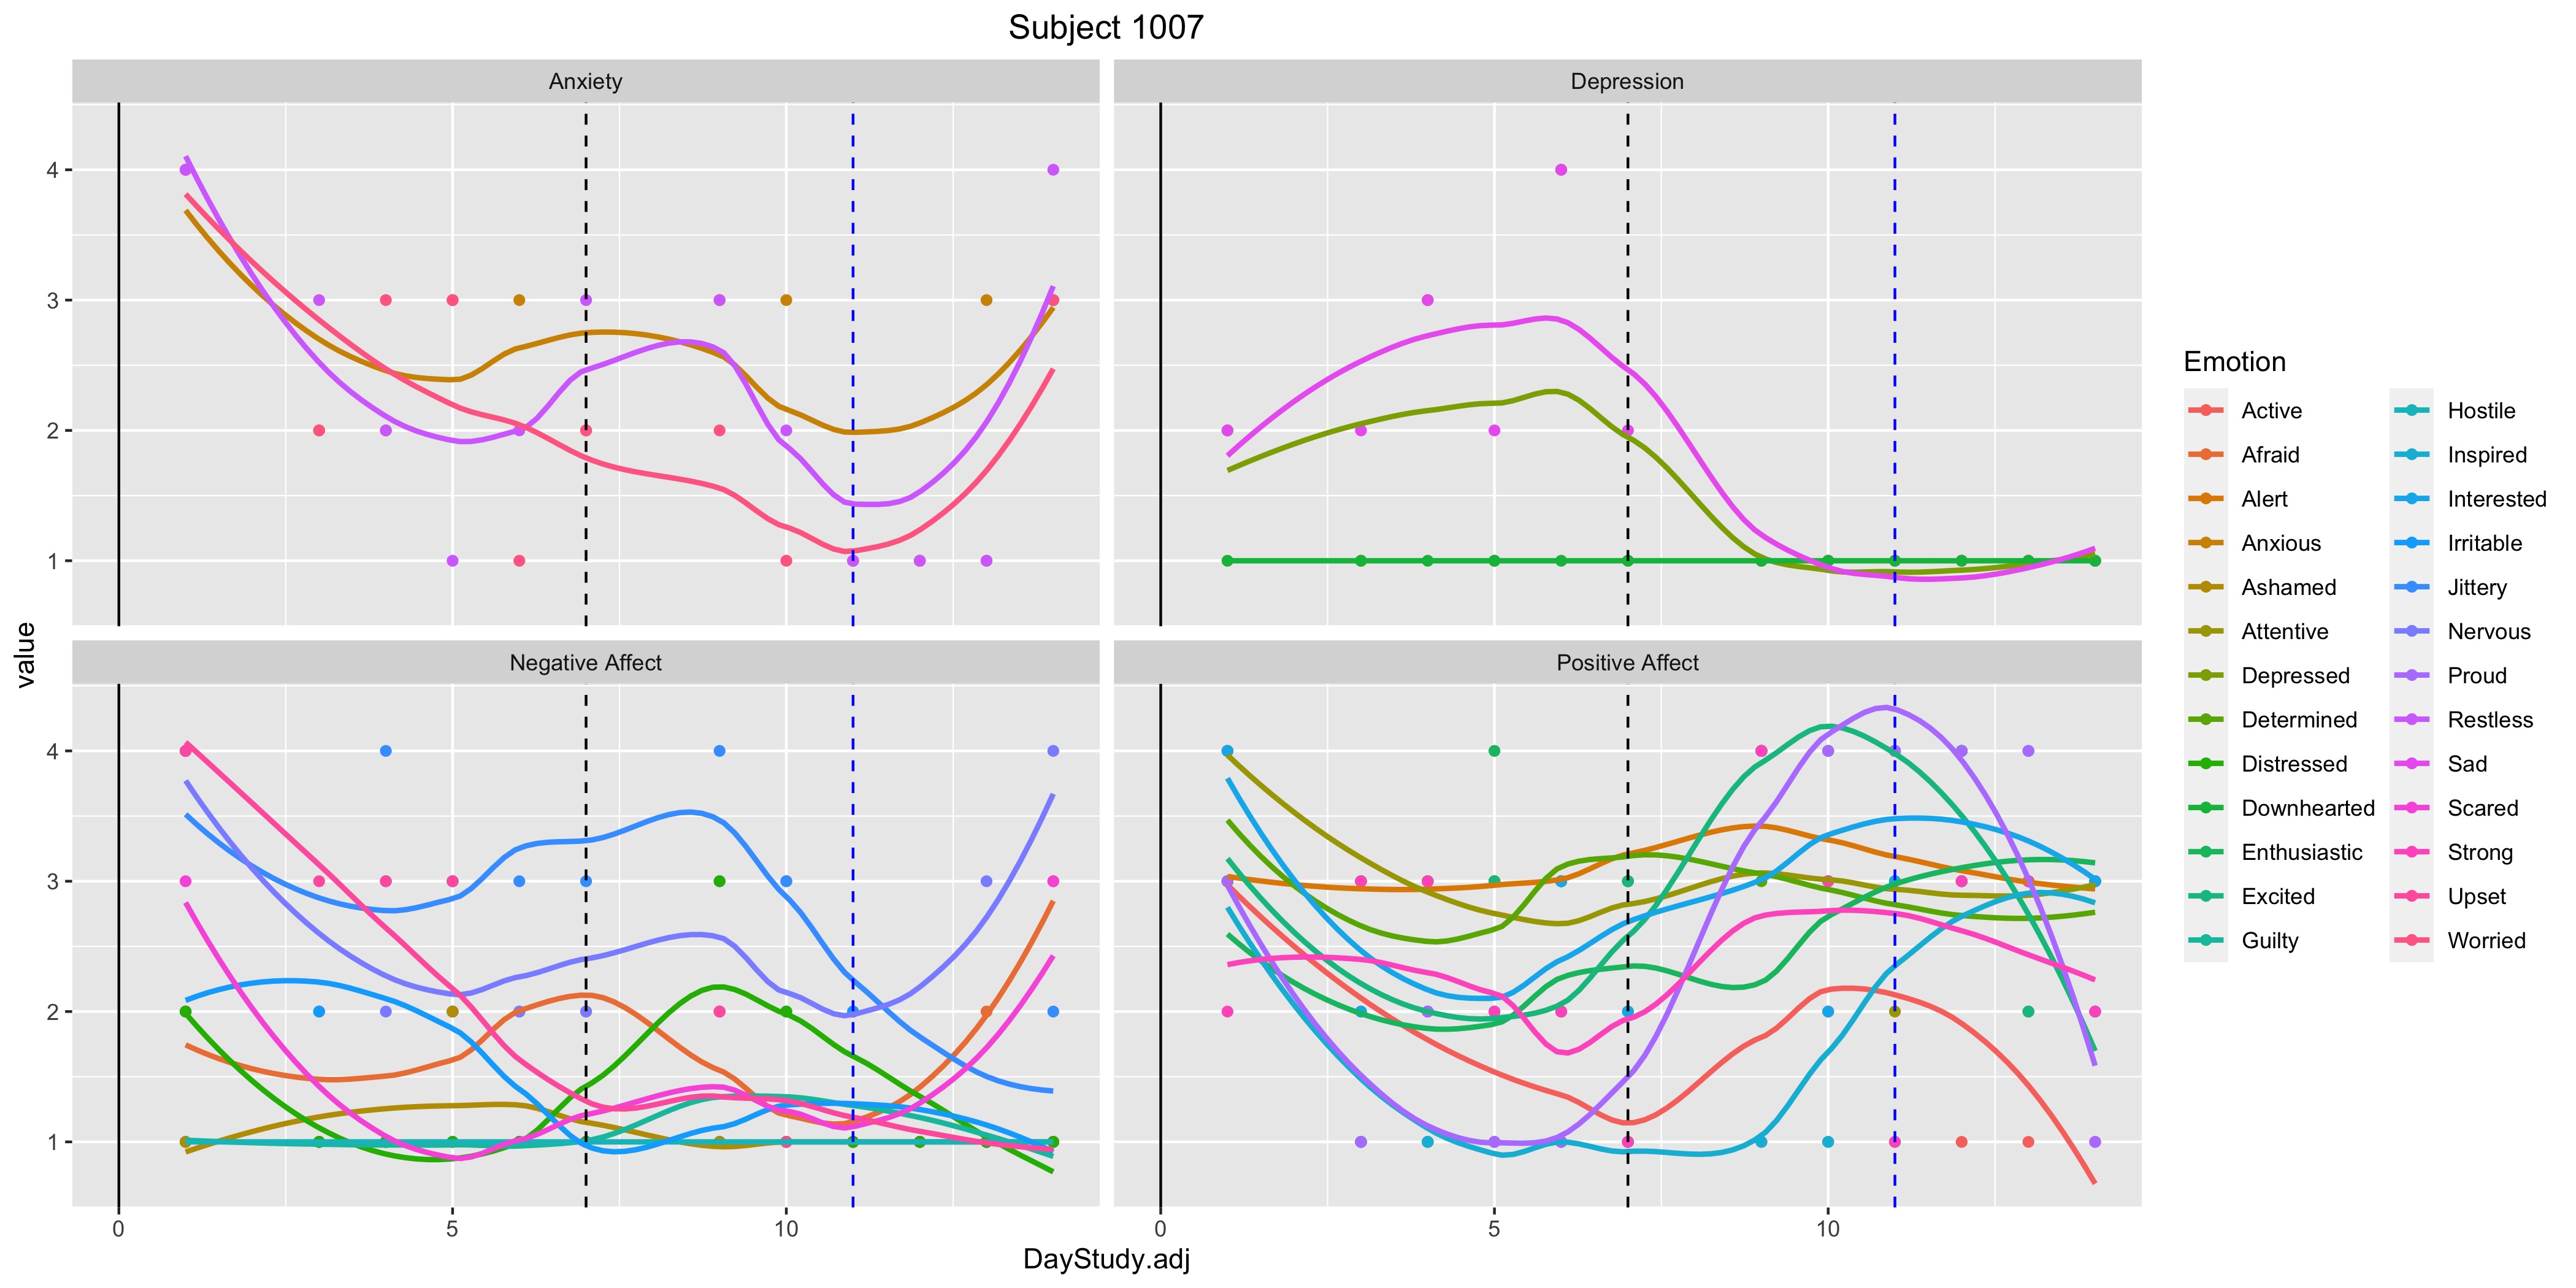 Subject 1007
Anxiety
Depression
4
3
2
1
value
Negative Affect
Positive Affect
4
3
2
1
0
5
10
0
5
10
DayStudy.adj
Emotion
Active
Afraid
Alert
Anxious
Ashamed
Attentive
Depressed
Determined
Distressed
Downhearted
Enthusiastic
Excited
Guilty
Hostile
Inspired
Interested
Irritable
Jittery
Nervous
Proud
Restless
Sad
Scared
Strong
Upset
Worried